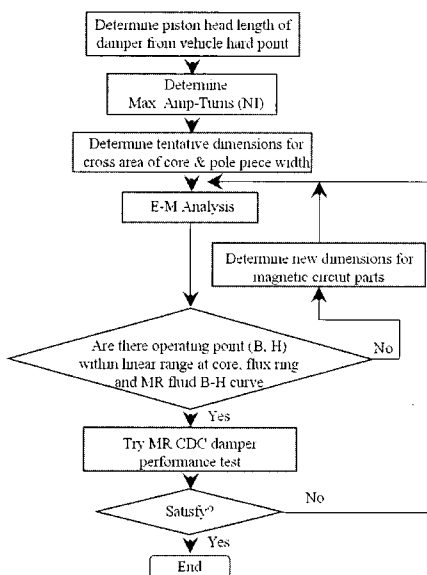 Determine piston head length of
damper from vehicle hard point
Determine
Max. Amp-Turns (NI)
Determine tentative dimensions for
cross area of core & pole piece width
E-M Analysis
Determine new dimensions for
magnetic circuit parts
Are there operating point (B, H)
within linear range at core, flux ring
and MR fluid B-H curve
No
Yes
Try MR CDC damper
performance test
Satisfy?
No
Yes
End